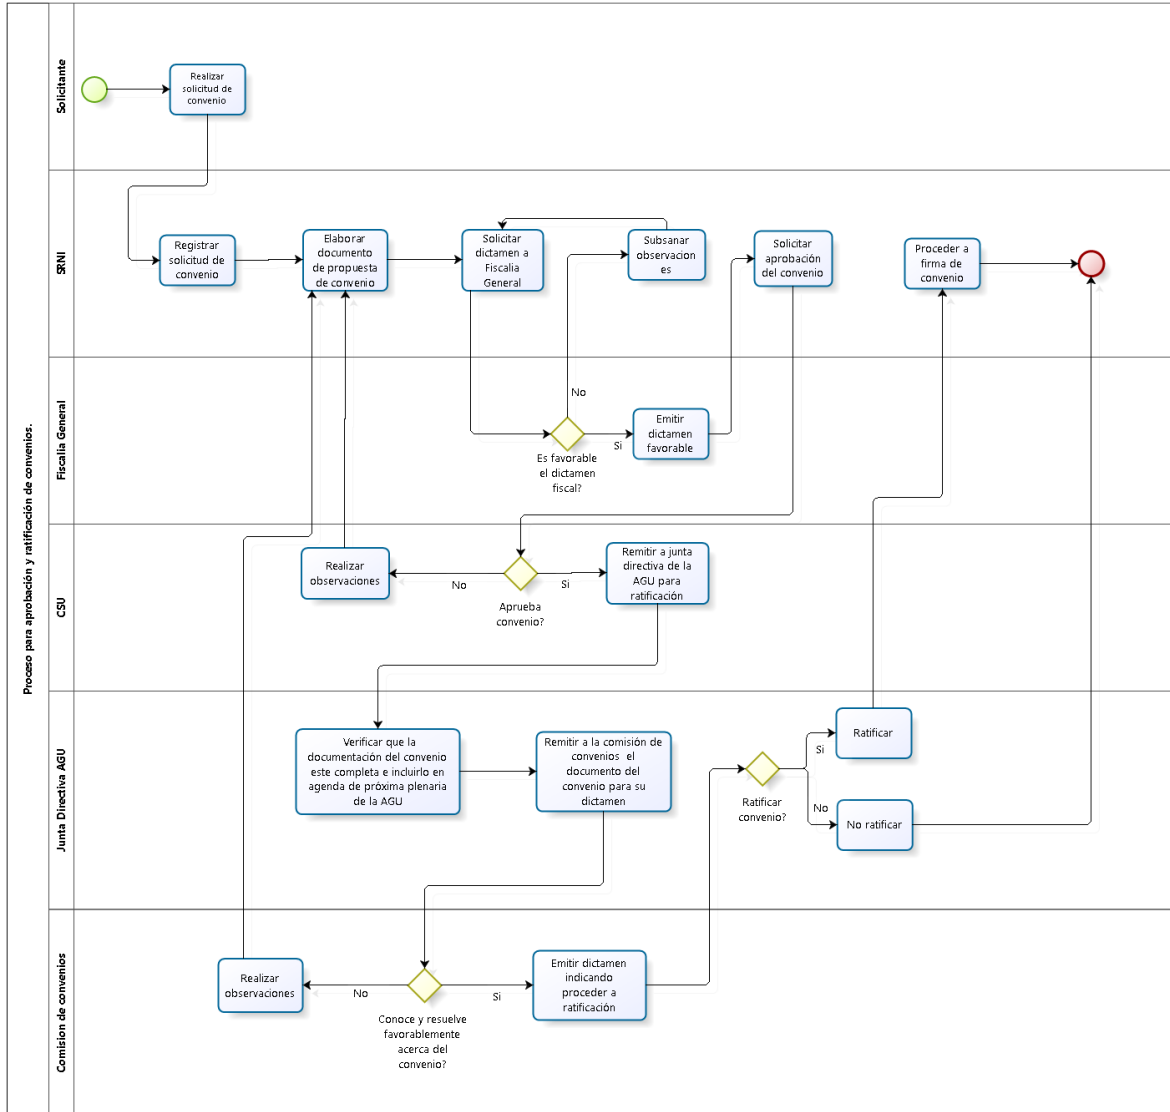 Proceso para aprobación y ratificación de convenios.
Solicitante
Realizar
solicitud de
convenio
SRNI
Registrar
solicitud de
convenio
Elaborar
documento
de propuesta
de convenio
Solicitar
dictamen a
Fiscalia
General
Subsanar
observacion
es
Solicitar
aprobación
del convenio
Proceder a
firma de
convenio
Fiscalia General
No
Es favorable
el dictamen
fiscal?
Si
Emitir
dictamen
favorable
CSU
Realizar
observaciones
No
Aprueba
convenio?
Si
Remitir a junta
directiva de la
AGU para
ratificación
Junta Directiva AGU
Verificar que la
documentación del convenio
este completa e incluirlo en
agenda de próxima plenaria
de la AGU
Remitir a la comisión de
convenios el
documento del
convenio para su
dictamen
Ratificar
convenio?
Si
Ratificar
No
No ratificar
Comision de convenios
Realizar
observaciones
No
Conoce y resuelve
favorablemente
acerca del
convenio?
Si
Emitir dictamen
indicando
proceder a
ratificación